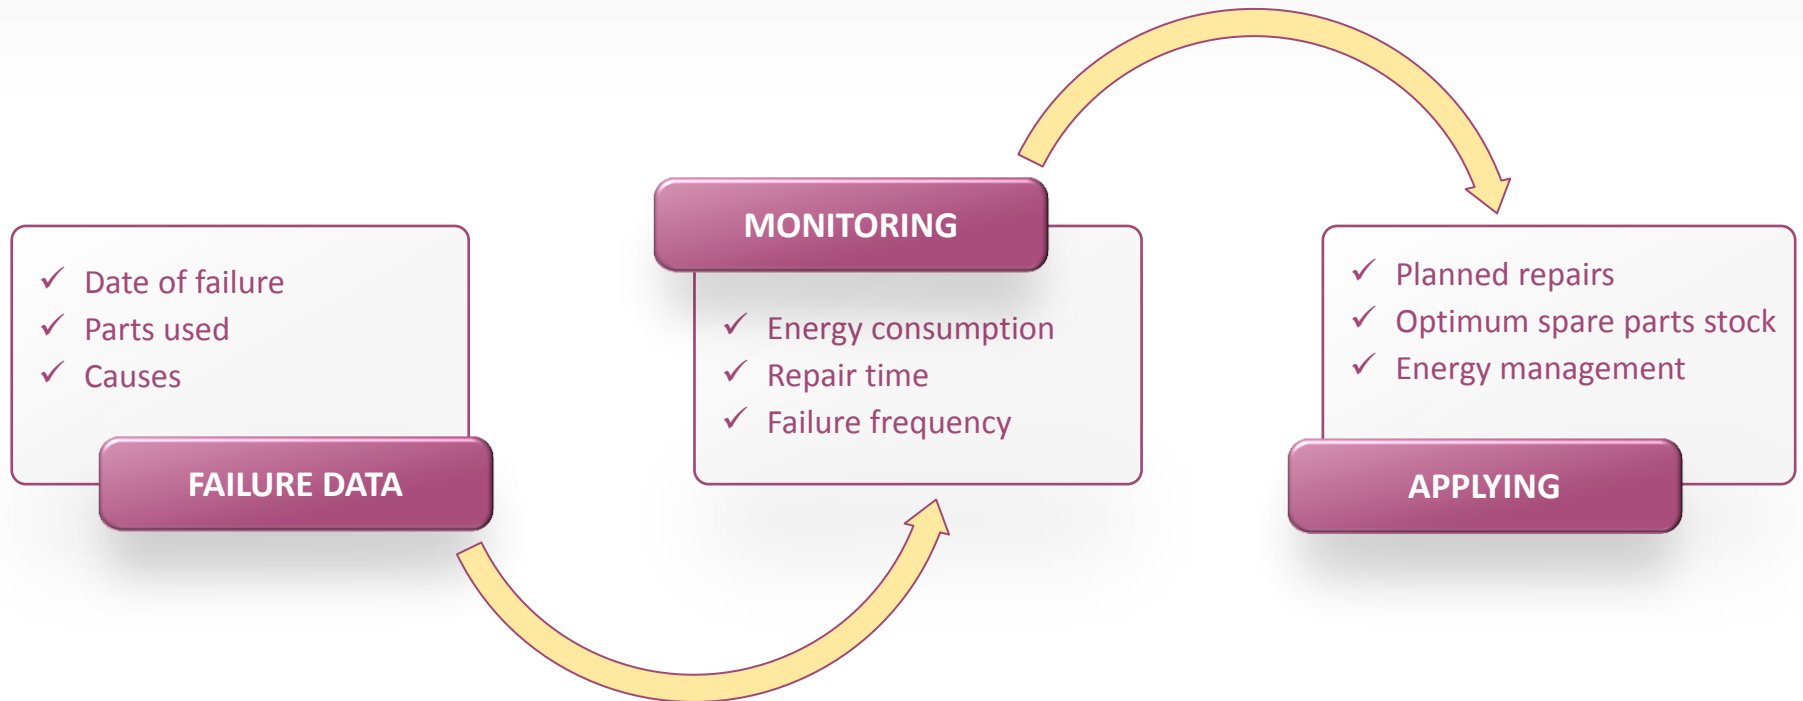 ✓ Date of failure
✓ Parts used
✓ Causes
FAILURE DATA
MONITORING
✓ Energy consumption
✓ Repair time
✓ Failure frequency
✓ Planned repairs
✓ Optimum spare parts stock
✓ Energy management
APPLYING